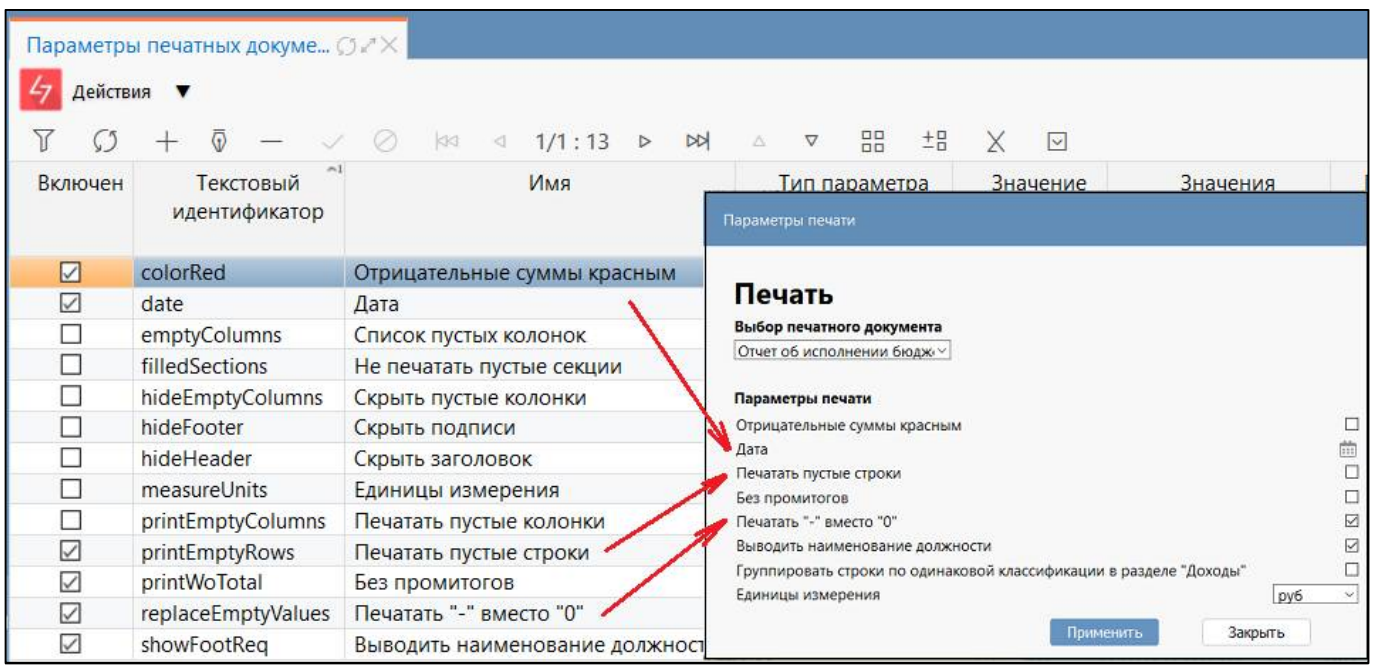 Параметры печатных докуме...
Действия
1/1 : 13
Включен Текстовый идентификатор Имя Тип параметра Значение Значения
colorRed Отрицательные суммы красным
date Дата
emptyColumns Список пустых колонок
filledSections Не печатать пустые секции
hideEmptyColumns Скрыть пустые колонки
hideFooter Скрыть подписи
hideHeader Скрыть заголовок
measureUnits Единицы измерения
printEmptyColumns Печатать пустые колонки
printEmptyRows Печатать пустые строки
printWoTotal Без промитогов
replaceEmptyValues Печатать "-" вместо "0"
showFootReq Выводить наименование должност
Параметры печати
Печать
Выбор печатного документа
Отчет об исполнении бюдж
Параметры печати
Отрицательные суммы красным
Дата
Печатать пустые строки
Без промитогов
Печатать "-" вместо "0"
Выводить наименование должности
Группировать строки по одинаковой классификации в разделе "Доходы"
Единицы измерения руб
Применить Закрыть